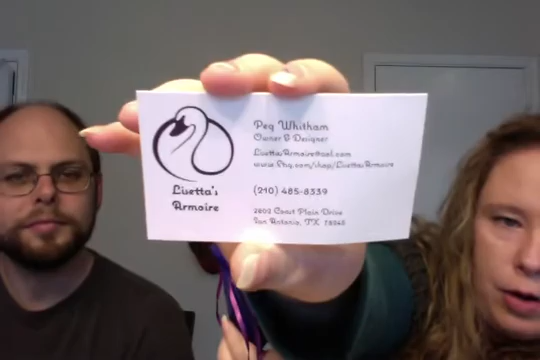 Lisetta's
Armoire
Peg Whitham
Owner & Designer
LisettasArmoire@aol.com
www.Etsy.com/shop/LisettasArmoire
(210) 485-8339
2602 Coast Plain Drive
San Antonio, TX